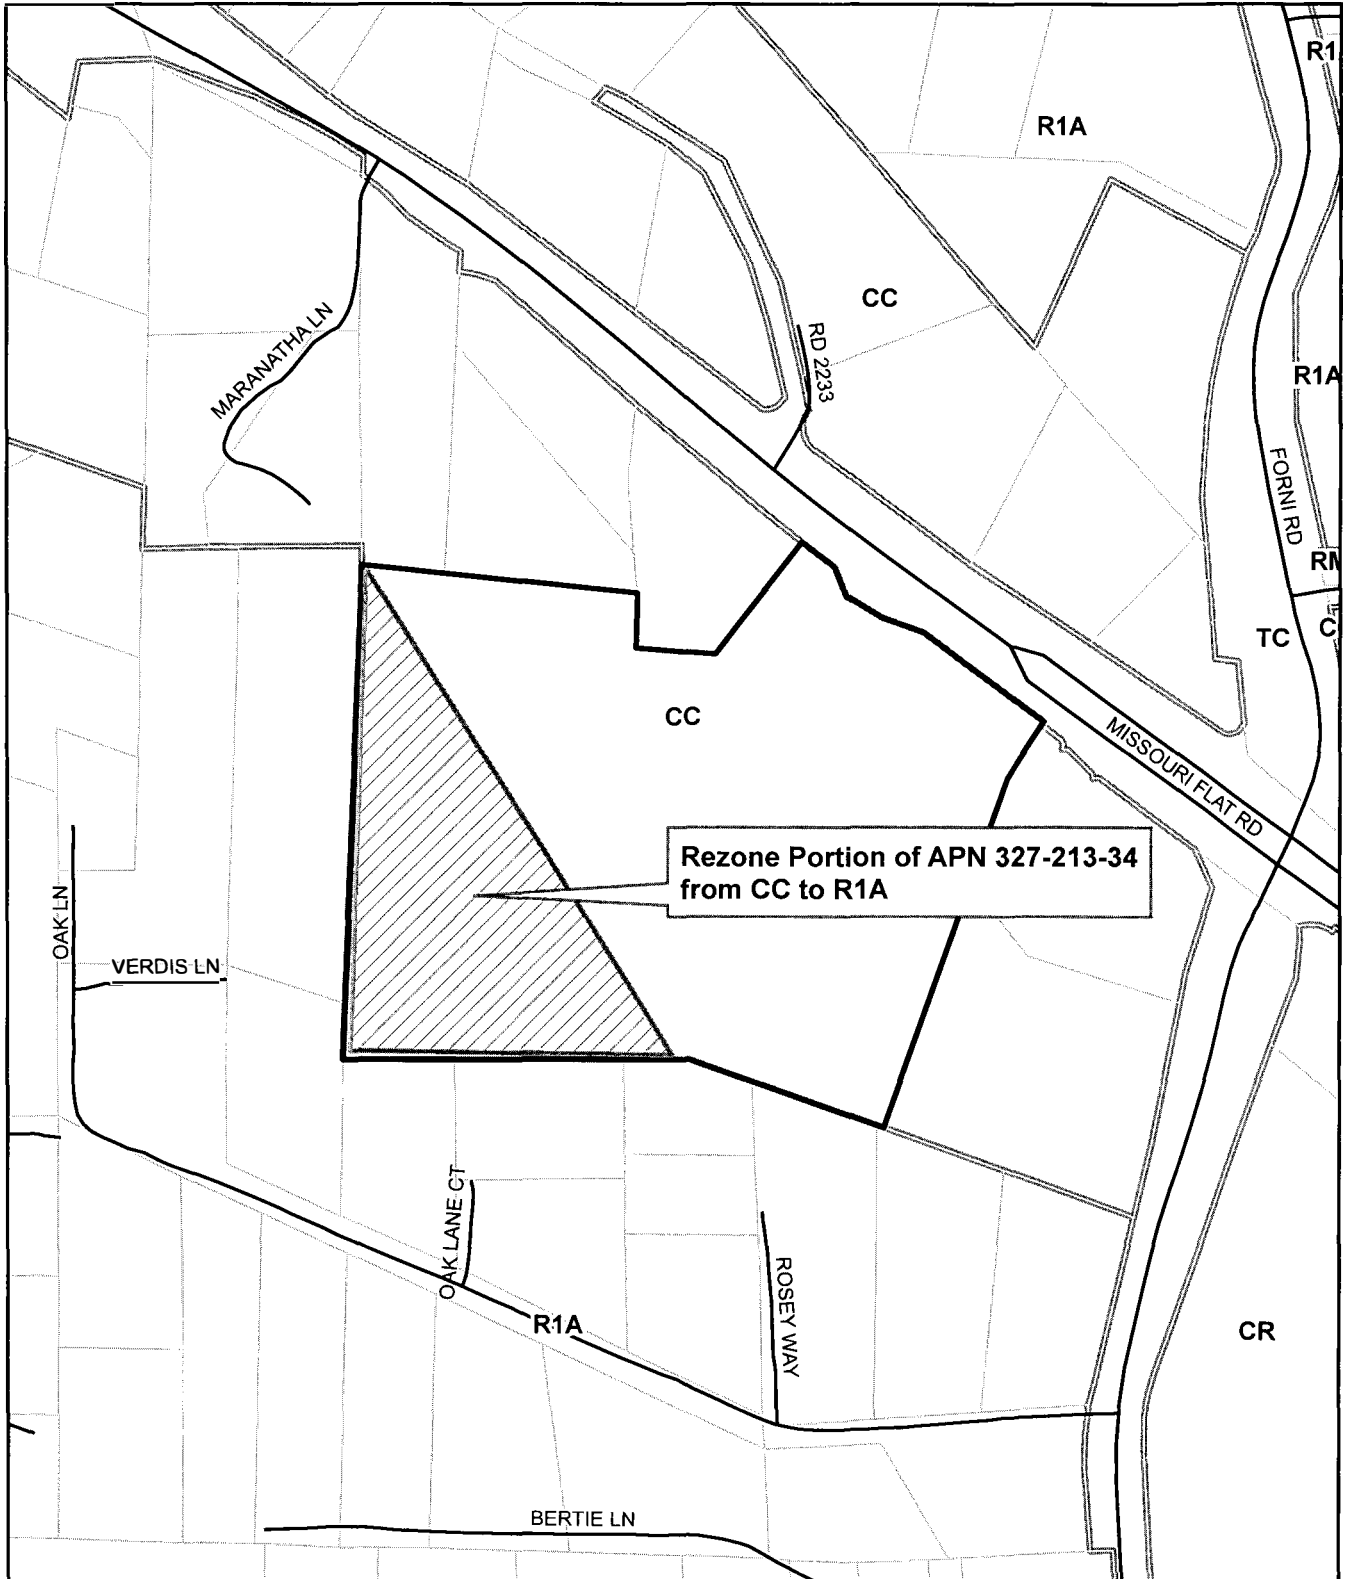 R1
R1A
CC
RD 2233
MARANATHA LN
R1A
FORNI RD
TC
C
CC
MISSOURI FLAT RD
Rezone Portion of APN 327-213-34
from CC to R1A
OAK LN
VERDIS LN
OAK LANE CT
R1A
ROSEY WAY
CR
BERTIE LN